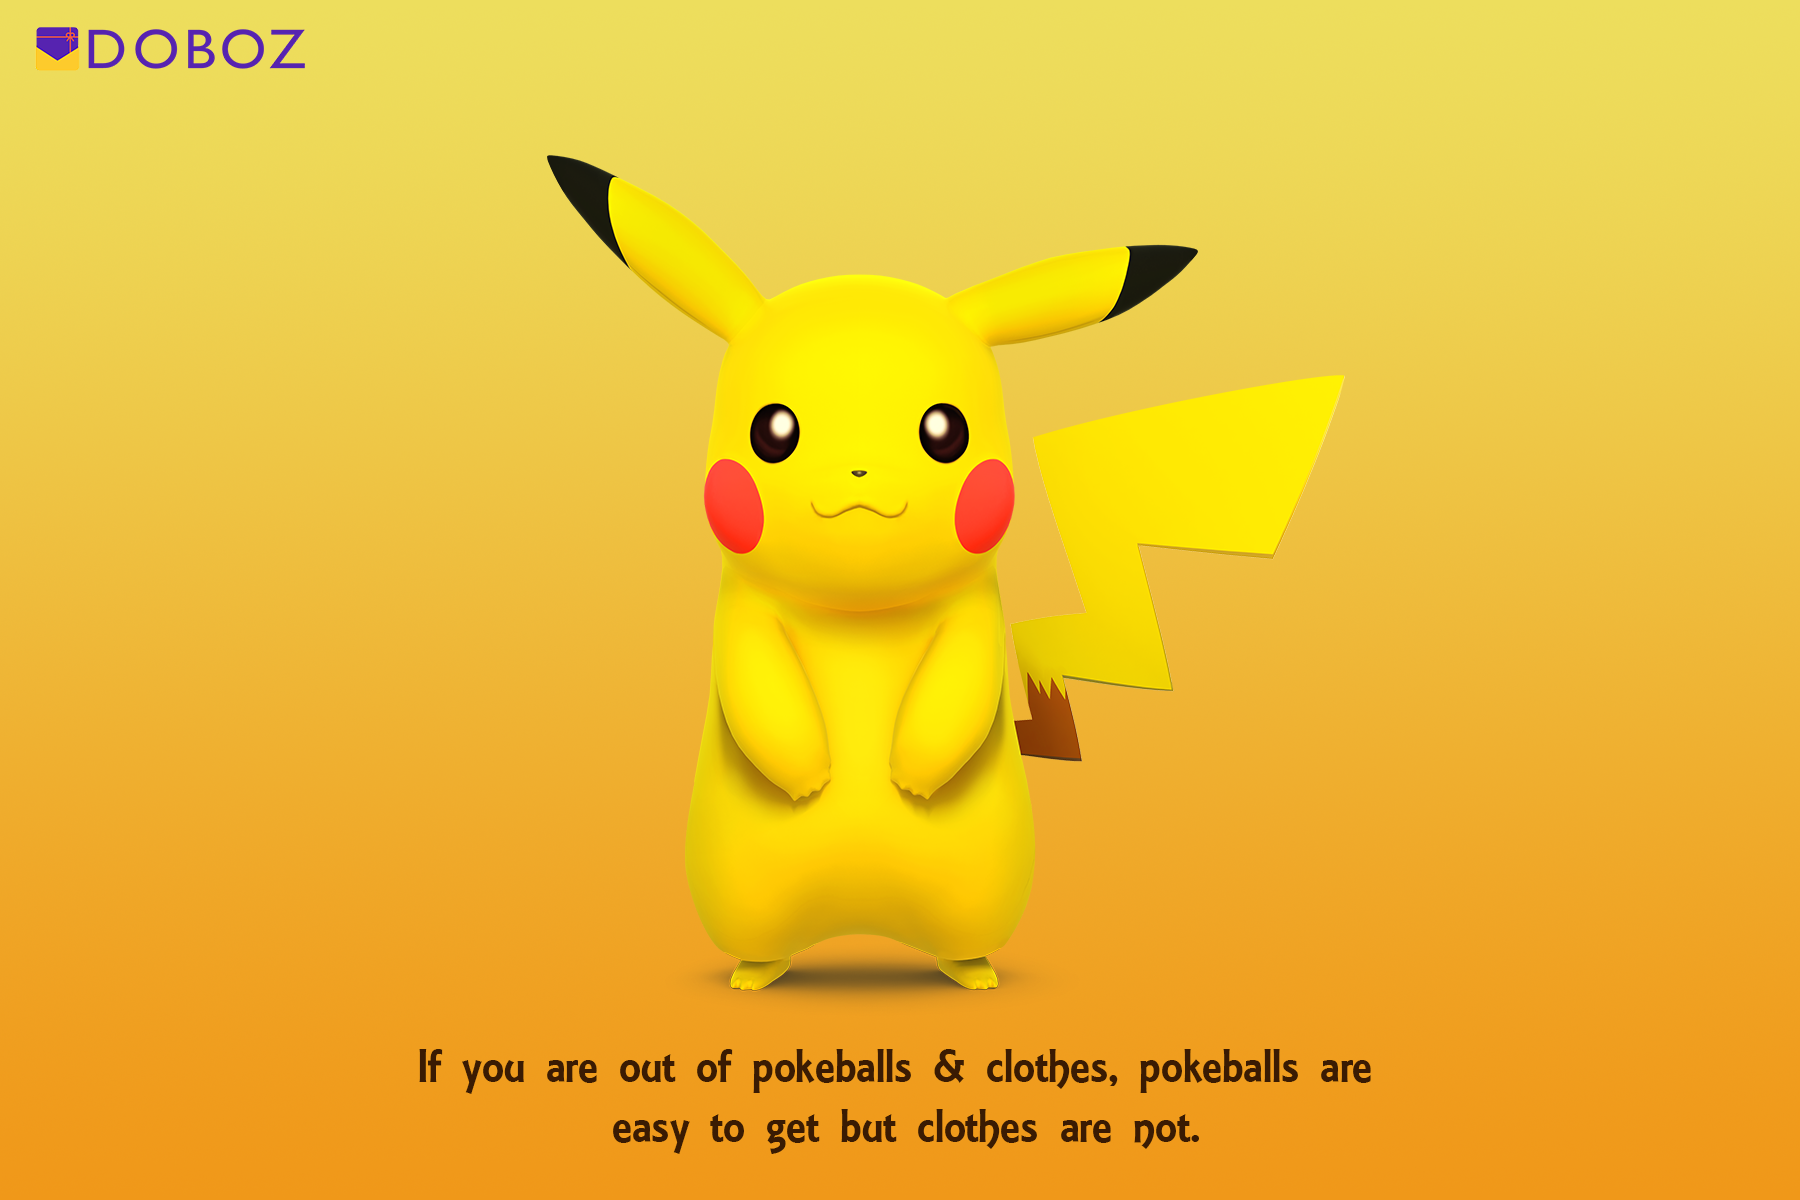 DOBOZ
If you are out of pokeballs & clothes, pokeballs are
easy to get but clothes are not.